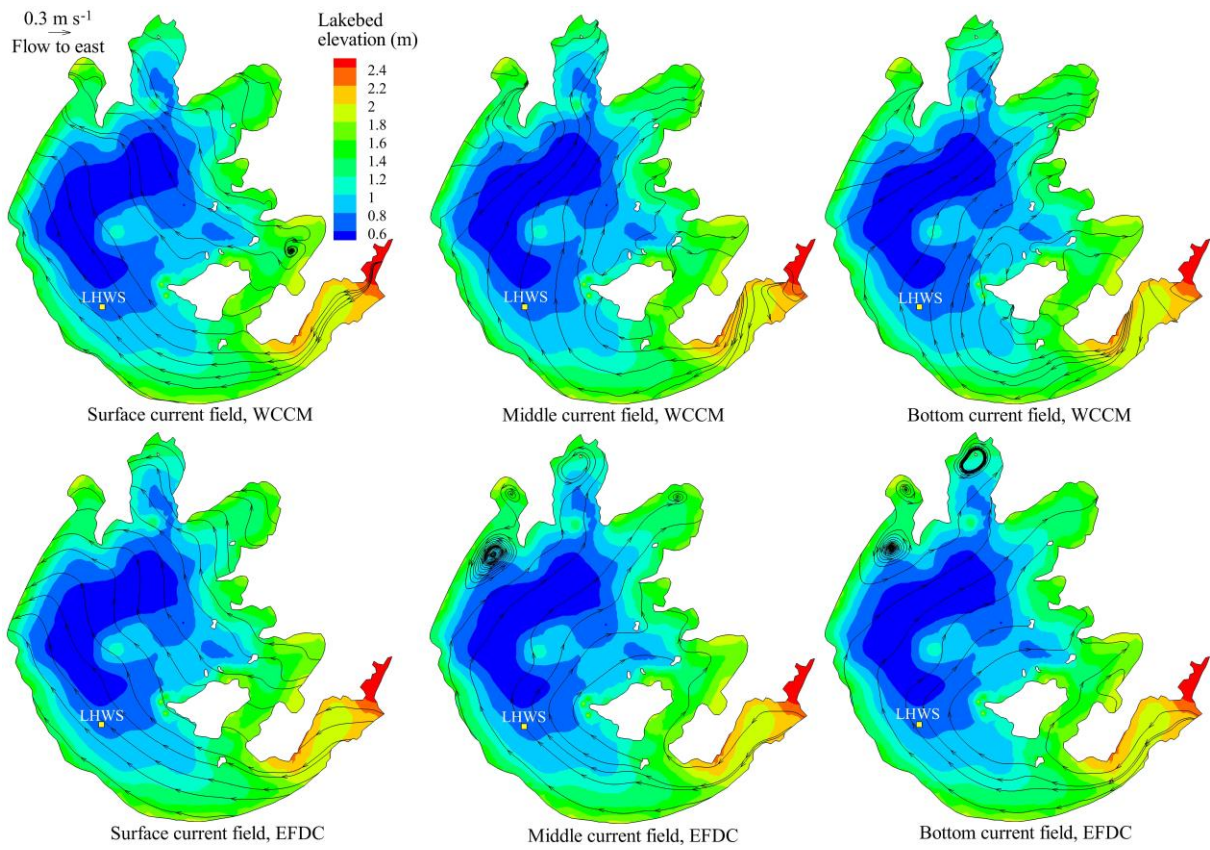 0.3 m s⁻¹
Flow to east
Lakebed
elevation (m)
2.4
2
1.8
1.6
1.4
1.2
1
0.8
0.6
LHWS
LHWS
LHWS
Surface current field, WCCM
Middle current field, WCCM
Bottom current field, WCCM
LHWS
LHWS
LHWS
Surface current field, EFDC
Middle current field, EFDC
Bottom current field, EFDC